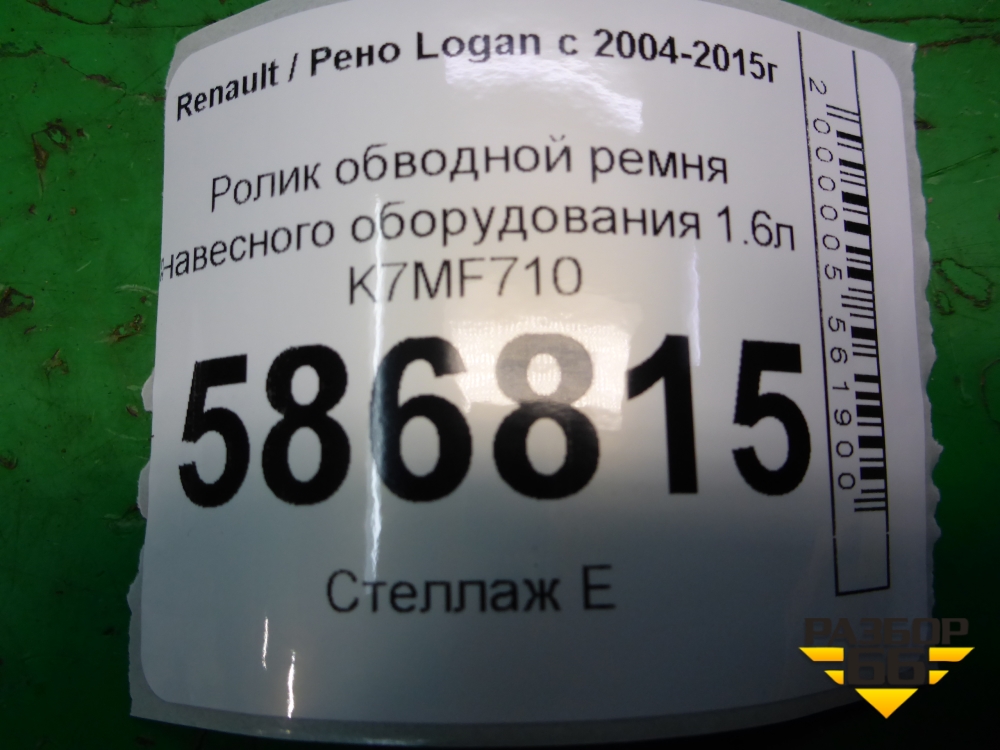 Renault / Рено Logan с 2004-2015г
Ролик обводной ремня
навесного оборудования 1.6л
K7MF710
586815
Стеллаж Е
2000005561900
РАЗБОР
66